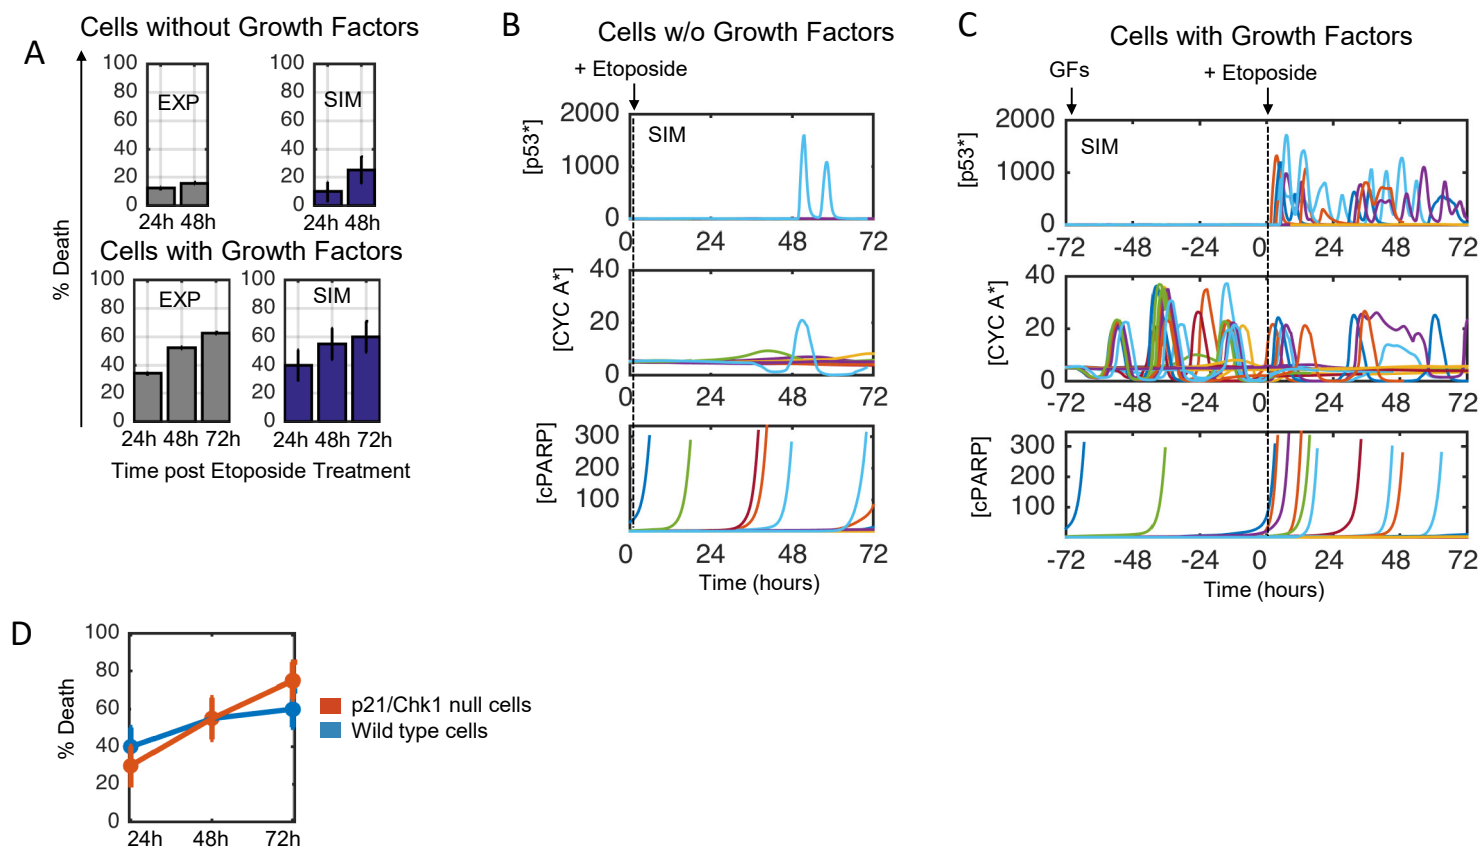 A
Cells without Growth Factors
100
80
60
40
20
0
EXP
24h 48h
100
80
60
40
20
0
SIM
24h 48h
Cells with Growth Factors
% Death
100
80
60
40
20
0
EXP
24h 48h 72h
100
80
60
40
20
0
SIM
24h 48h 72h
Time post Etoposide Treatment
B
Cells w/o Growth Factors
+ Etoposide
[p53*]
2000
1000
0
SIM
0 24 48 72
[CYC A*]
40
20
0
0 24 48 72
[cPARP]
300
200
100
0 24 48 72
Time (hours)
C
Cells with Growth Factors
GFs
+ Etoposide
[p53*]
2000
1000
0
SIM
-72 -48 -24 0 24 48 72
[CYC A*]
40
20
0
-72 -48 -24 0 24 48 72
[cPARP]
300
200
100
-72 -48 -24 0 24 48 72
Time (hours)
D
% Death
100
80
60
40
20
0
24h 48h 72h
p21/Chk1 null cells
Wild type cells